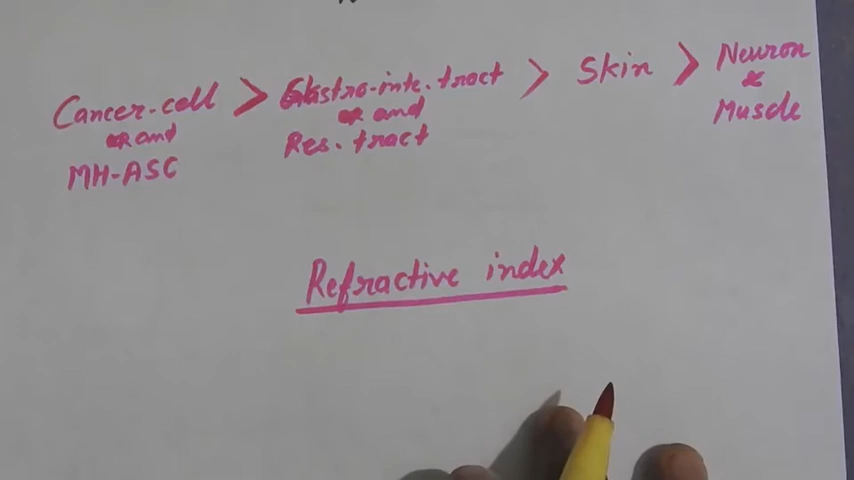 Cancer-cell > Gastro-inte. tract > Skin > Neuron
and and &
MH-ASC Res. tract Muscle
Refractive index